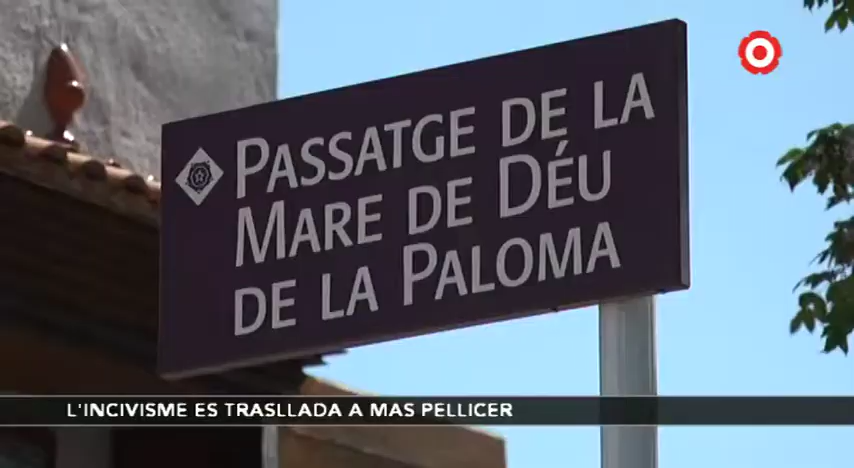 PASSATGE DE LA
MARE DE DÉU
DE LA PALOMA
L'INCIVISME ES TRASLLADA A MAS PELLICER